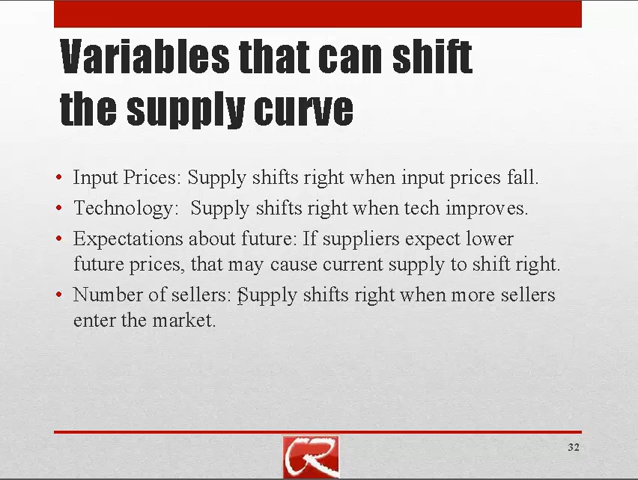 Variables that can shift
the supply curve
• Input Prices: Supply shifts right when input prices fall.
• Technology:  Supply shifts right when tech improves.
• Expectations about future: If suppliers expect lower
future prices, that may cause current supply to shift right.
• Number of sellers: Supply shifts right when more sellers
enter the market.
32
R